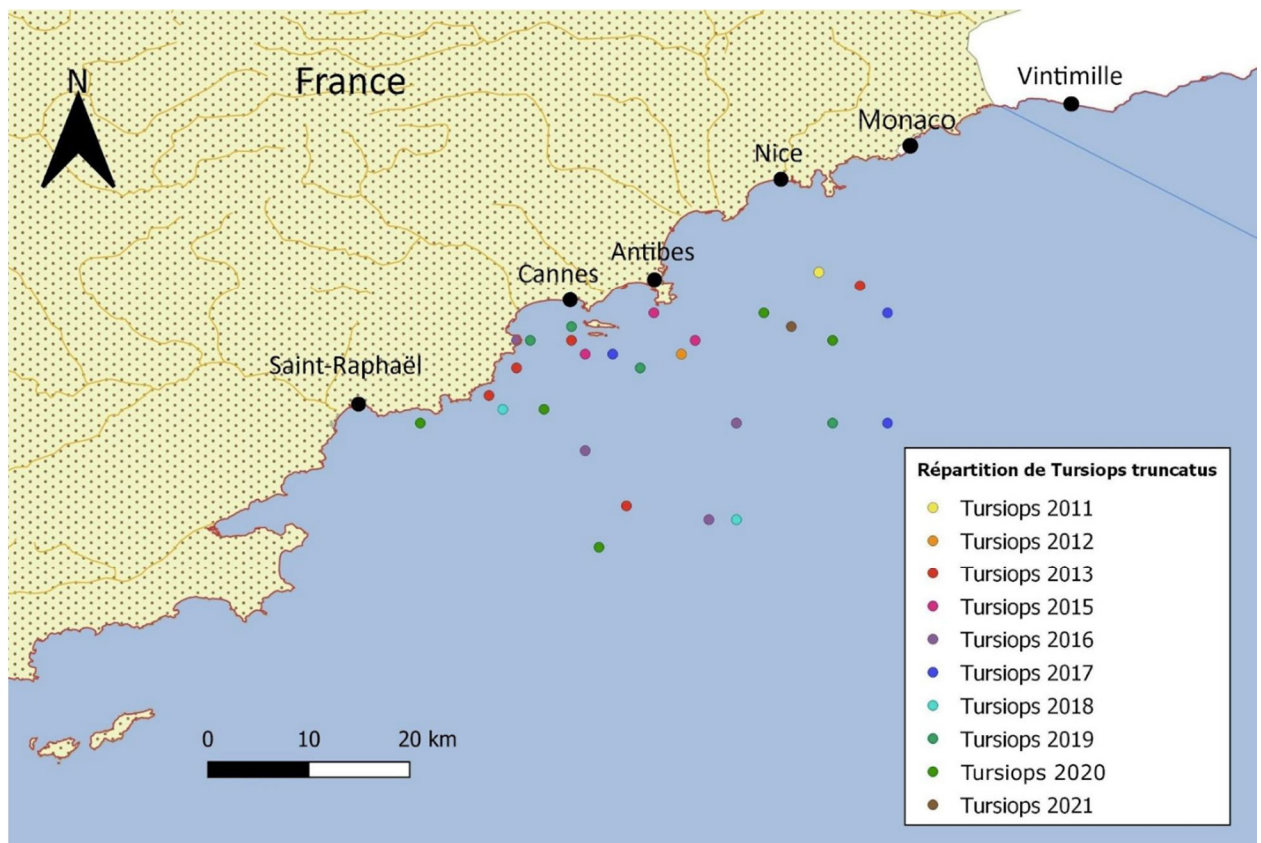 N
France
Vintimille
Monaco
Nice
Antibes
Cannes
Saint-Raphaël
Répartition de Tursiops truncatus
Tursiops 2011
Tursiops 2012
Tursiops 2013
Tursiops 2015
Tursiops 2016
Tursiops 2017
Tursiops 2018
Tursiops 2019
Tursiops 2020
Tursiops 2021
0 10 20 km